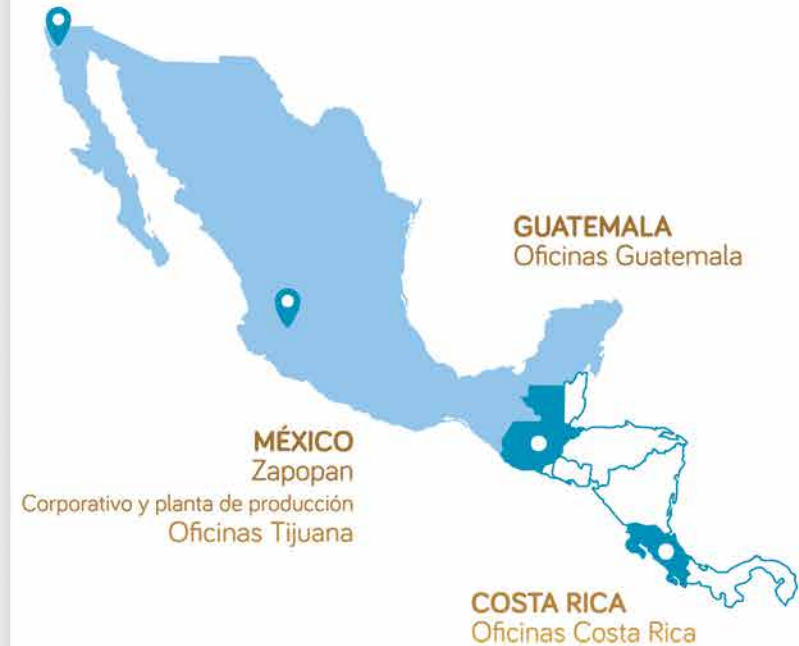 GUATEMALA
Oficinas Guatemala
MÉXICO
Zapopan
Corporativo y planta de producción
Oficinas Tijuana
COSTA RICA
Oficinas Costa Rica